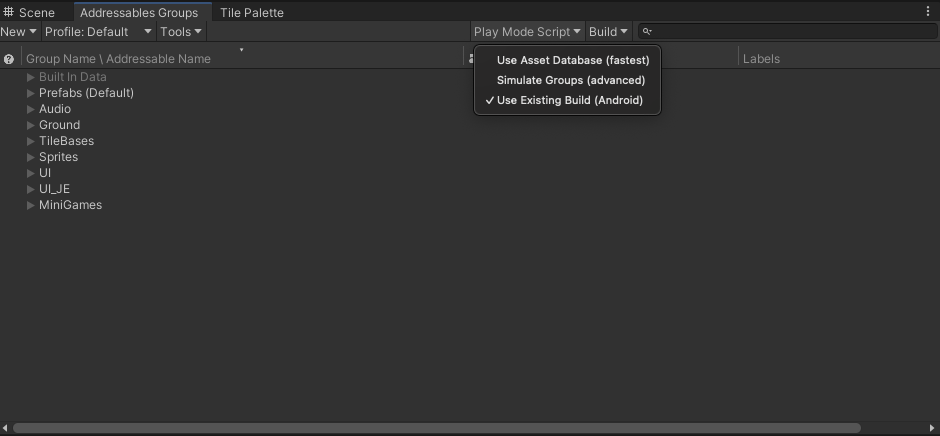 Scene Addressables Groups Tile Palette
New Profile: Default Tools Play Mode Script Build
Group Name \ Addressable Name Labels
Use Asset Database (fastest)
Simulate Groups (advanced)
Use Existing Build (Android)
Built In Data
Prefabs (Default)
Audio
Ground
TileBases
Sprites
UI
UI_JE
MiniGames